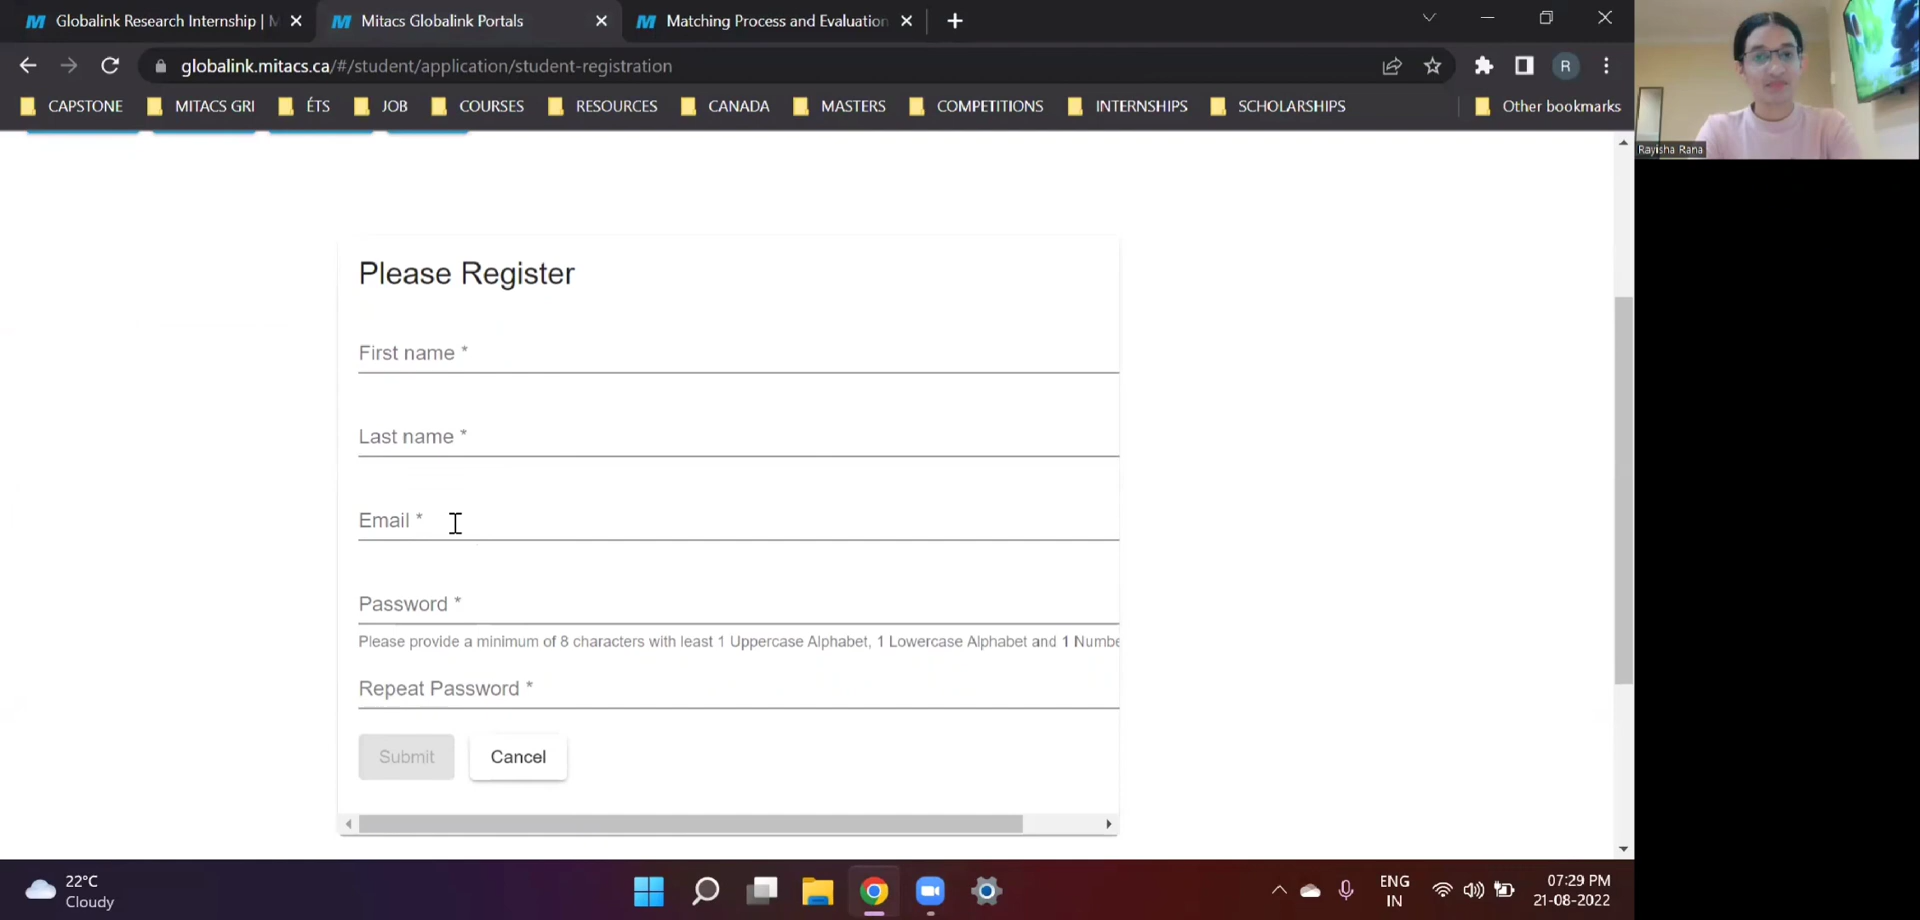 Globalink Research Internship | M
Mitacs Globalink Portals
Matching Process and Evaluation
globalink.mitacs.ca/#/student/application/student-registration
R
CAPSTONE
MITACS GRI
ÉTS
JOB
COURSES
RESOURCES
CANADA
MASTERS
COMPETITIONS
INTERNSHIPS
SCHOLARSHIPS
Other bookmarks
Rayisha Rana
Please Register
First name *
Last name *
Email *
Password *
Please provide a minimum of 8 characters with least 1 Uppercase Alphabet, 1 Lowercase Alphabet and 1 Numbe
Repeat Password *
Submit
Cancel
22°C
Cloudy
ENG
IN
07:29 PM
21-08-2022